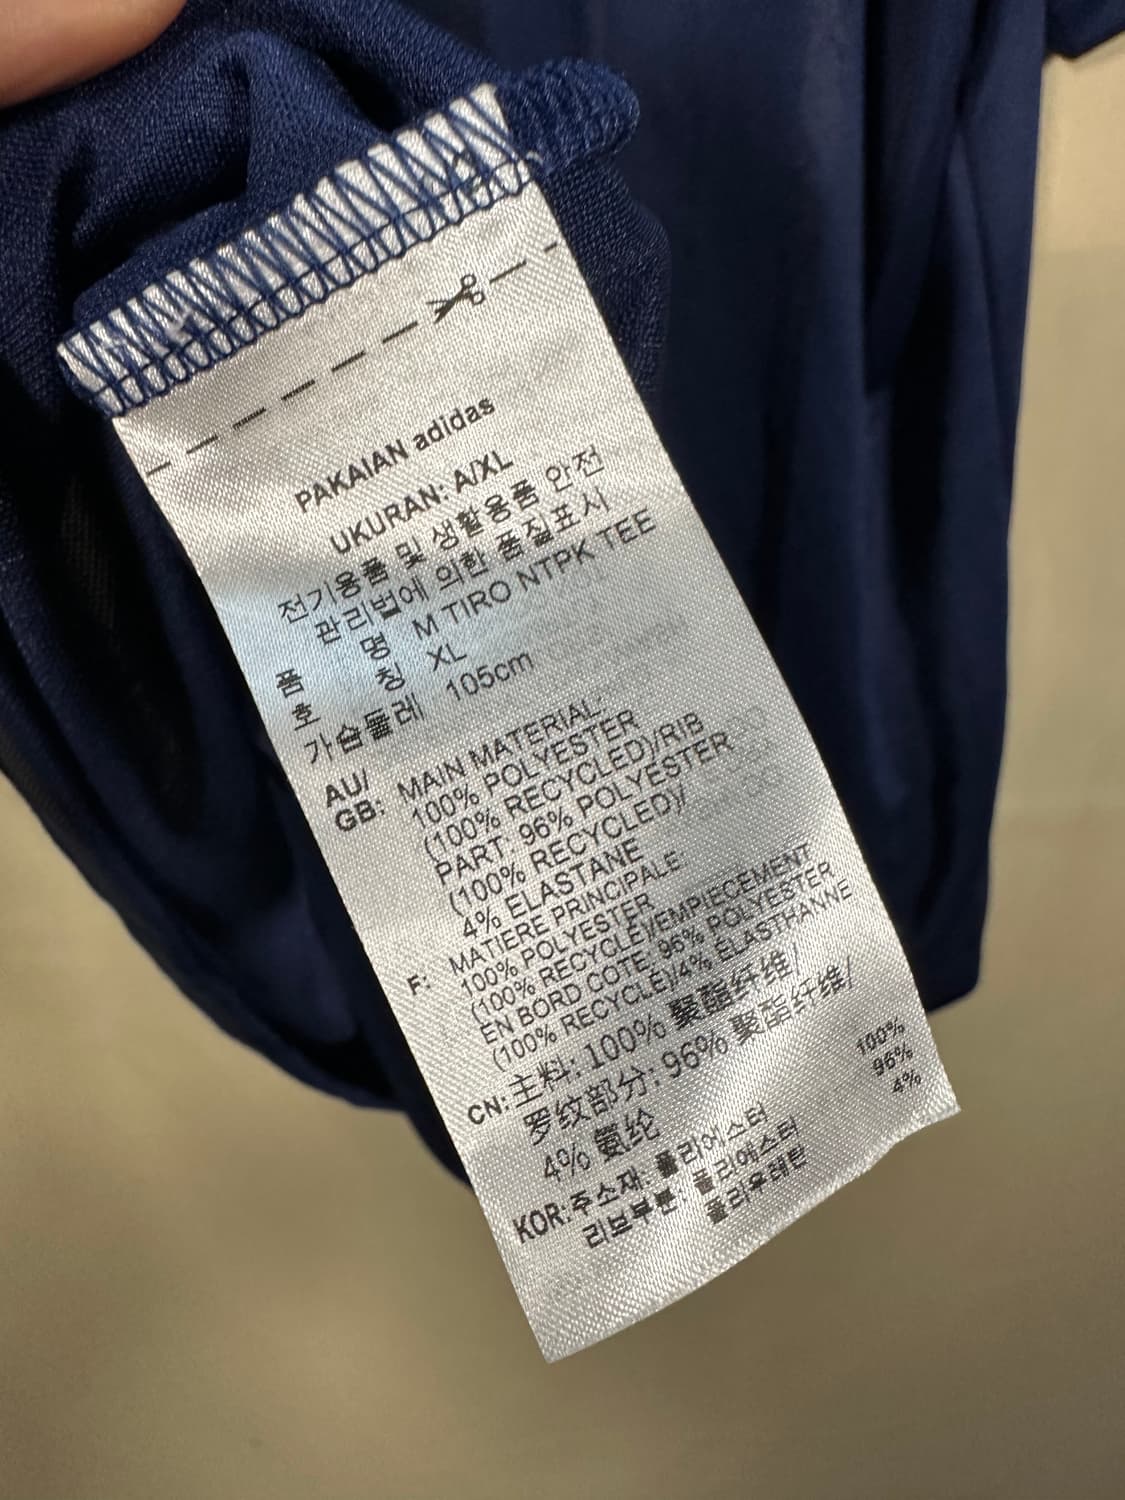 PAKAIAN adidas
UKURAN: A/XL
전기용품 및 생활용품 안전
관리법에 의한 품질표시
품 명 M TIRO NTPK TEE
호 칭 XL
가슴둘레 105cm
AU/ GB: MAIN MATERIAL:
100% POLYESTER
(100% RECYCLED)/RIB
PART: 96% POLYESTER
(100% RECYCLED)/
4% ELASTANE
F: MATIERE PRINCIPALE:
100% POLYESTER
(100% RECYCLE)/EMPIECEMENT
EN BORD COTE: 96% POLYESTER
(100% RECYCLE)/4% ELASTHANNE
CN: 主料: 100% 聚酯纤维/
罗纹部分: 96% 聚酯纤维/
4% 氨纶
KOR: 주소재: 폴리에스터 100%
리브부분: 폴리에스터 96%
폴리우레탄 4%